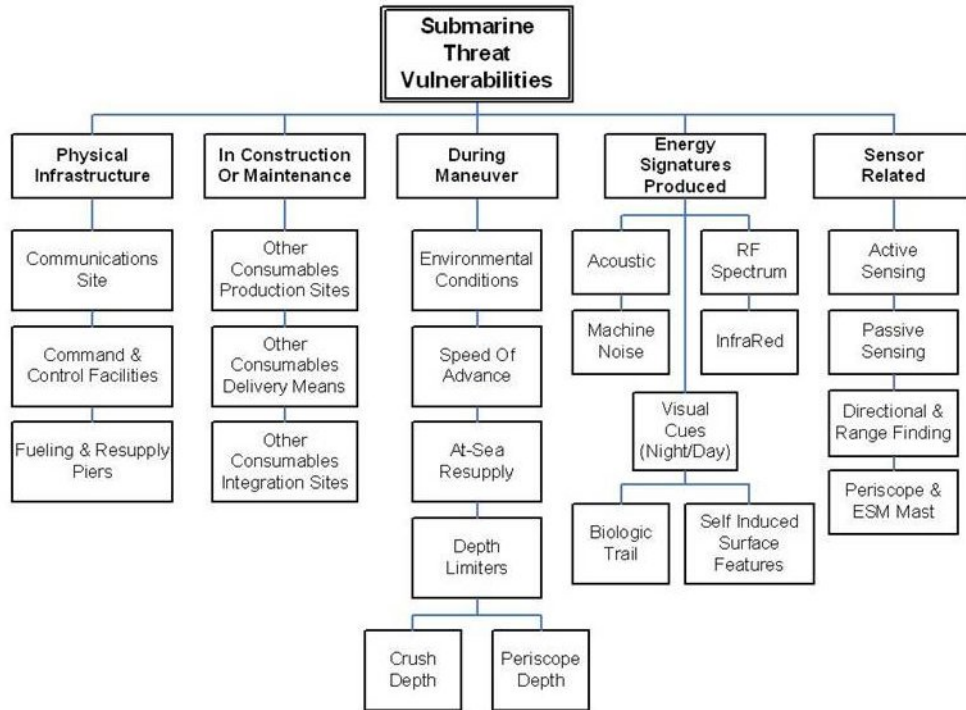 Submarine
Threat
Vulnerabilities
Physical
Infrastructure
In Construction
Or Maintenance
During
Maneuver
Energy
Signatures
Produced
Sensor
Related
Communications
Site
Command &
Control Facilities
Fueling & Resupply
Piers
Other
Consumables
Production Sites
Other
Consumables
Delivery Means
Other
Consumables
Integration Sites
Environmental
Conditions
Speed Of
Advance
At-Sea
Resupply
Depth
Limiters
Crush
Depth
Periscope
Depth
Acoustic
Machine
Noise
RF
Spectrum
InfraRed
Visual
Cues
(Night/Day)
Biologic
Trail
Self Induced
Surface
Features
Active
Sensing
Passive
Sensing
Directional &
Range Finding
Periscope &
ESM Mast